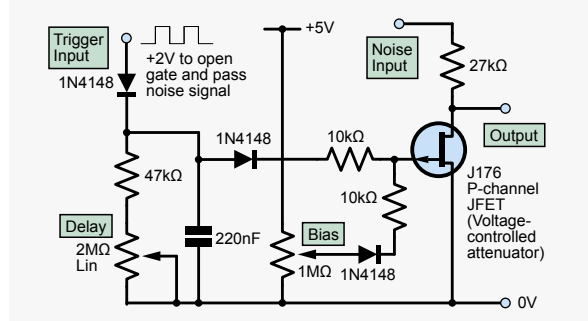 Trigger
Input
+2V to open
gate and pass
noise signal
1N4148
+5V
Noise
Input
27kΩ
Output
1N4148
10kΩ
47kΩ
10kΩ
J176
P-channel
JFET
(Voltage-
controlled
attenuator)
Delay
2MΩ
Lin
220nF
Bias
1MΩ
1N4148
0V